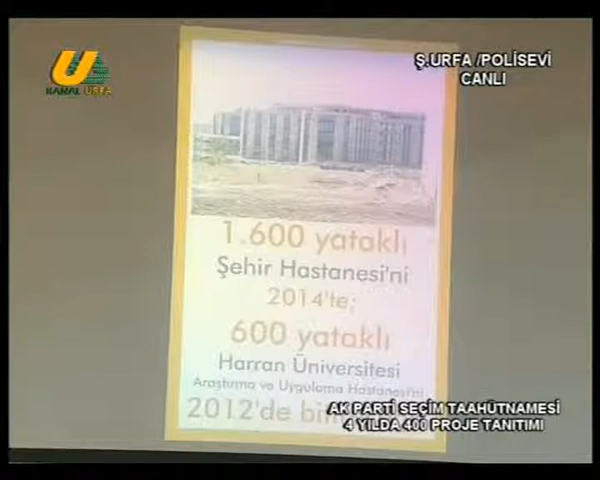 KANAL URFA
Ş.URFA /POLİSEVİ
CANLI
1.600 yataklı
Şehir Hastanesi'ni
2014'te;
600 yataklı
Harran Üniversitesi
Araştırma ve Uygulama Hastanesi'ni
2012'de
AK PARTİ SEÇİM TAAHÜTNAMESİ
4 YILDA 400 PROJE TANITIMI